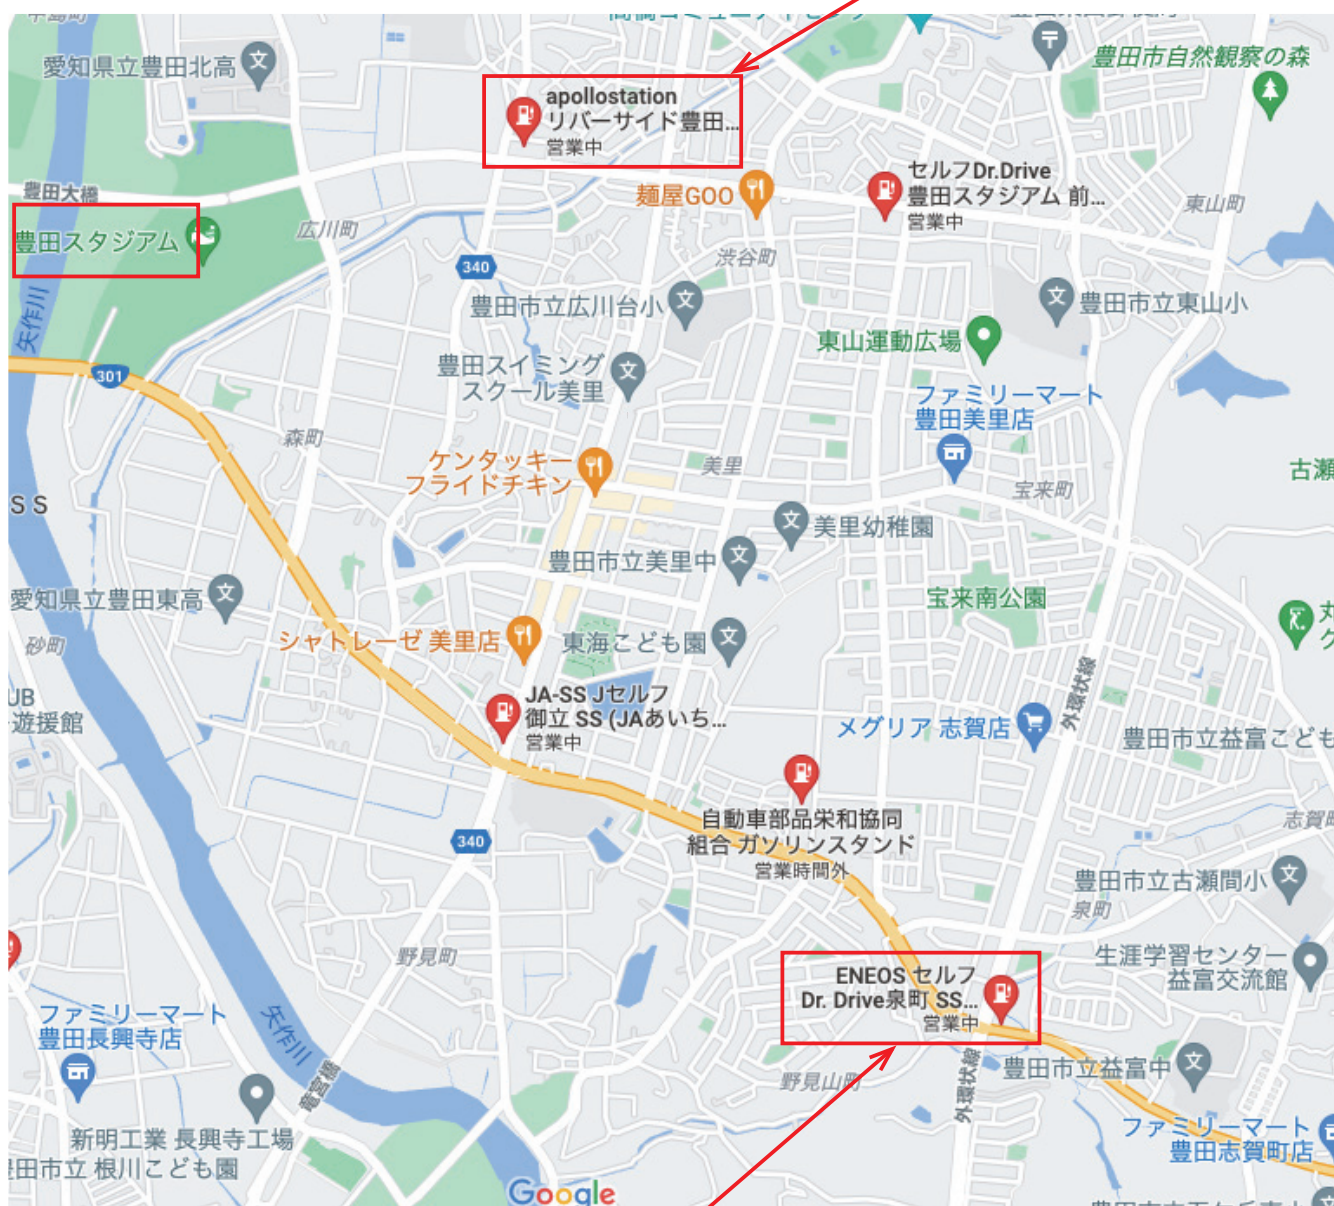 愛知県立豊田北高
豊田市自然観察の森
apollostation
リバーサイド豊田...
営業中
セルフDr.Drive
豊田スタジアム 前...
営業中
麺屋GOO
豊田大橋
東山町
豊田スタジアム
広川町
渋谷町
340
豊田市立広川台小
豊田市立東山小
矢作川
東山運動広場
豊田スイミング
スクール美里
301
ファミリーマート
豊田美里店
森町
ケンタッキー
フライドチキン
美里
古瀬
宝来町
S S
美里幼稚園
豊田市立美里中
愛知県立豊田東高
宝来南公園
砂町
シャトレーゼ 美里店
東海こども園
UB
遊援館
JA-SS Jセルフ
御立 SS (JAあいち...
営業中
外環状線
メグリア 志賀店
豊田市立益富こども
自動車部品栄和協同
組合 ガソリンスタンド
営業時間外
志賀町
340
豊田市立古瀬間小
泉町
野見町
生涯学習センター
益富交流館
ENEOS セルフ
Dr. Drive泉町 SS...
営業中
ファミリーマート
豊田長興寺店
矢作川
竜宮橋
野見山町
豊田市立益富中
外環状線
新明工業 長興寺工場
ファミリーマート
豊田志賀町店
田市立 根川こども園
Google